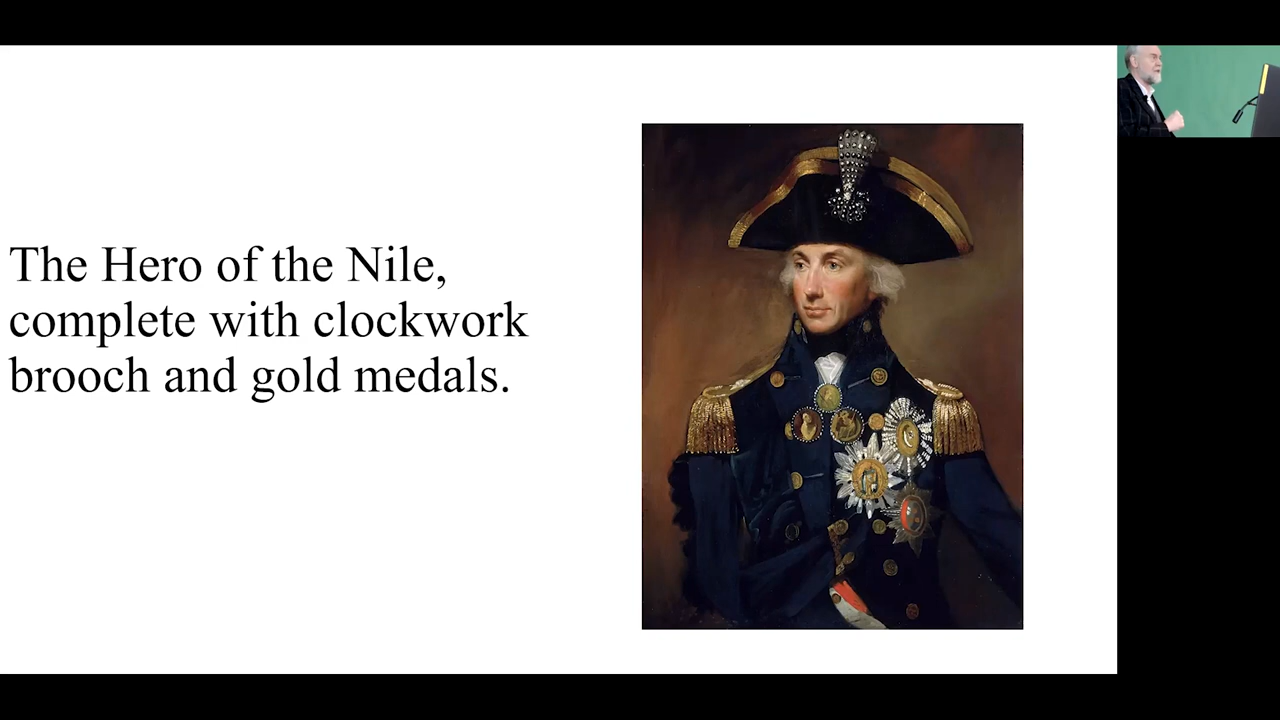 The Hero of the Nile,
complete with clockwork
brooch and gold medals.